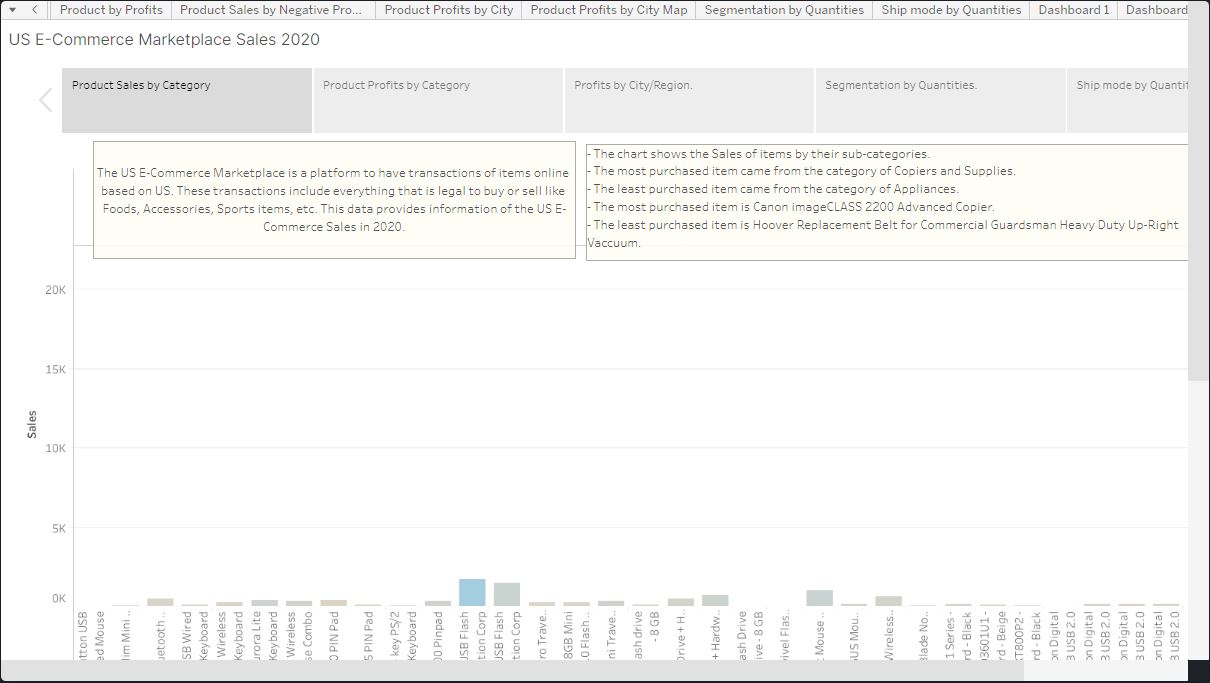 Product by Profits
Product Sales by Negative Pro...
Product Profits by City
Product Profits by City Map
Segmentation by Quantities
Ship mode by Quantities
Dashboard 1
Dashboard
US E-Commerce Marketplace Sales 2020
Product Sales by Category
Product Profits by Category
Profits by City/Region.
Segmentation by Quantities.
Ship mode by Quantit
The US E-Commerce Marketplace is a platform to have transactions of items online
based on US. These transactions include everything that is legal to buy or sell like
Foods, Accessories, Sports items, etc. This data provides information of the US E-
Commerce Sales in 2020.
- The chart shows the Sales of items by their sub-categories.
- The most purchased item came from the category of Copiers and Supplies.
- The least purchased item came from the category of Appliances.
- The most purchased item is Canon imageCLASS 2200 Advanced Copier.
- The least purchased item is Hoover Replacement Belt for Commercial Guardsman Heavy Duty Up-Right
Vaccuum.
20K
15K
10K
5K
0K
Sales
utton USB
ed Mouse
lim Mini ..
uetooth ..
SB Wired
Keyboard
Wireless
Keyboard
urora Lite
Keyboard
Wireless
se Combo
0 PIN Pad
5 PIN Pad
key PS/2
00 Pinpad
USB Flash
tion Corp
USB Flash
tion Corp
ro Trave..
8GB Mini
0 Flash..
ni Trave..
ash drive
- 8 GB
Drive + H..
+ Hardw..
ash Drive
ive - 8 GB
ivel Flas..
: Mouse..
SUS Mou..
Wireless..
Blade No..
1 Series -
rd - Black
93601U1 -
rd - Beige
ST800P2 -
rd - Black
on Digital
B USB 2.0
on Digital
B USB 2.0
on Digital
B USB 2.0
on Digital
B USB 2.0